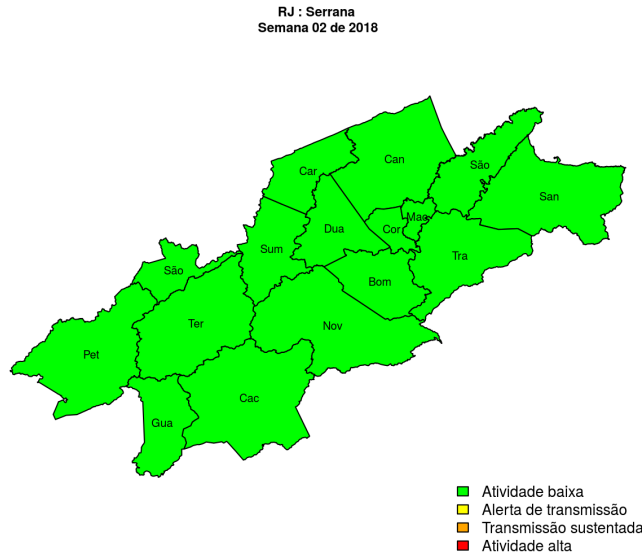 RJ : Serrana
Semana 02 de 2018
Can
São
Car
San
Mac
Dua
Cor
Sum
Tra
São
Bom
Ter
Nov
Pet
Cac
Gua
Atividade baixa
Alerta de transmissão
Transmissão sustentada
Atividade alta